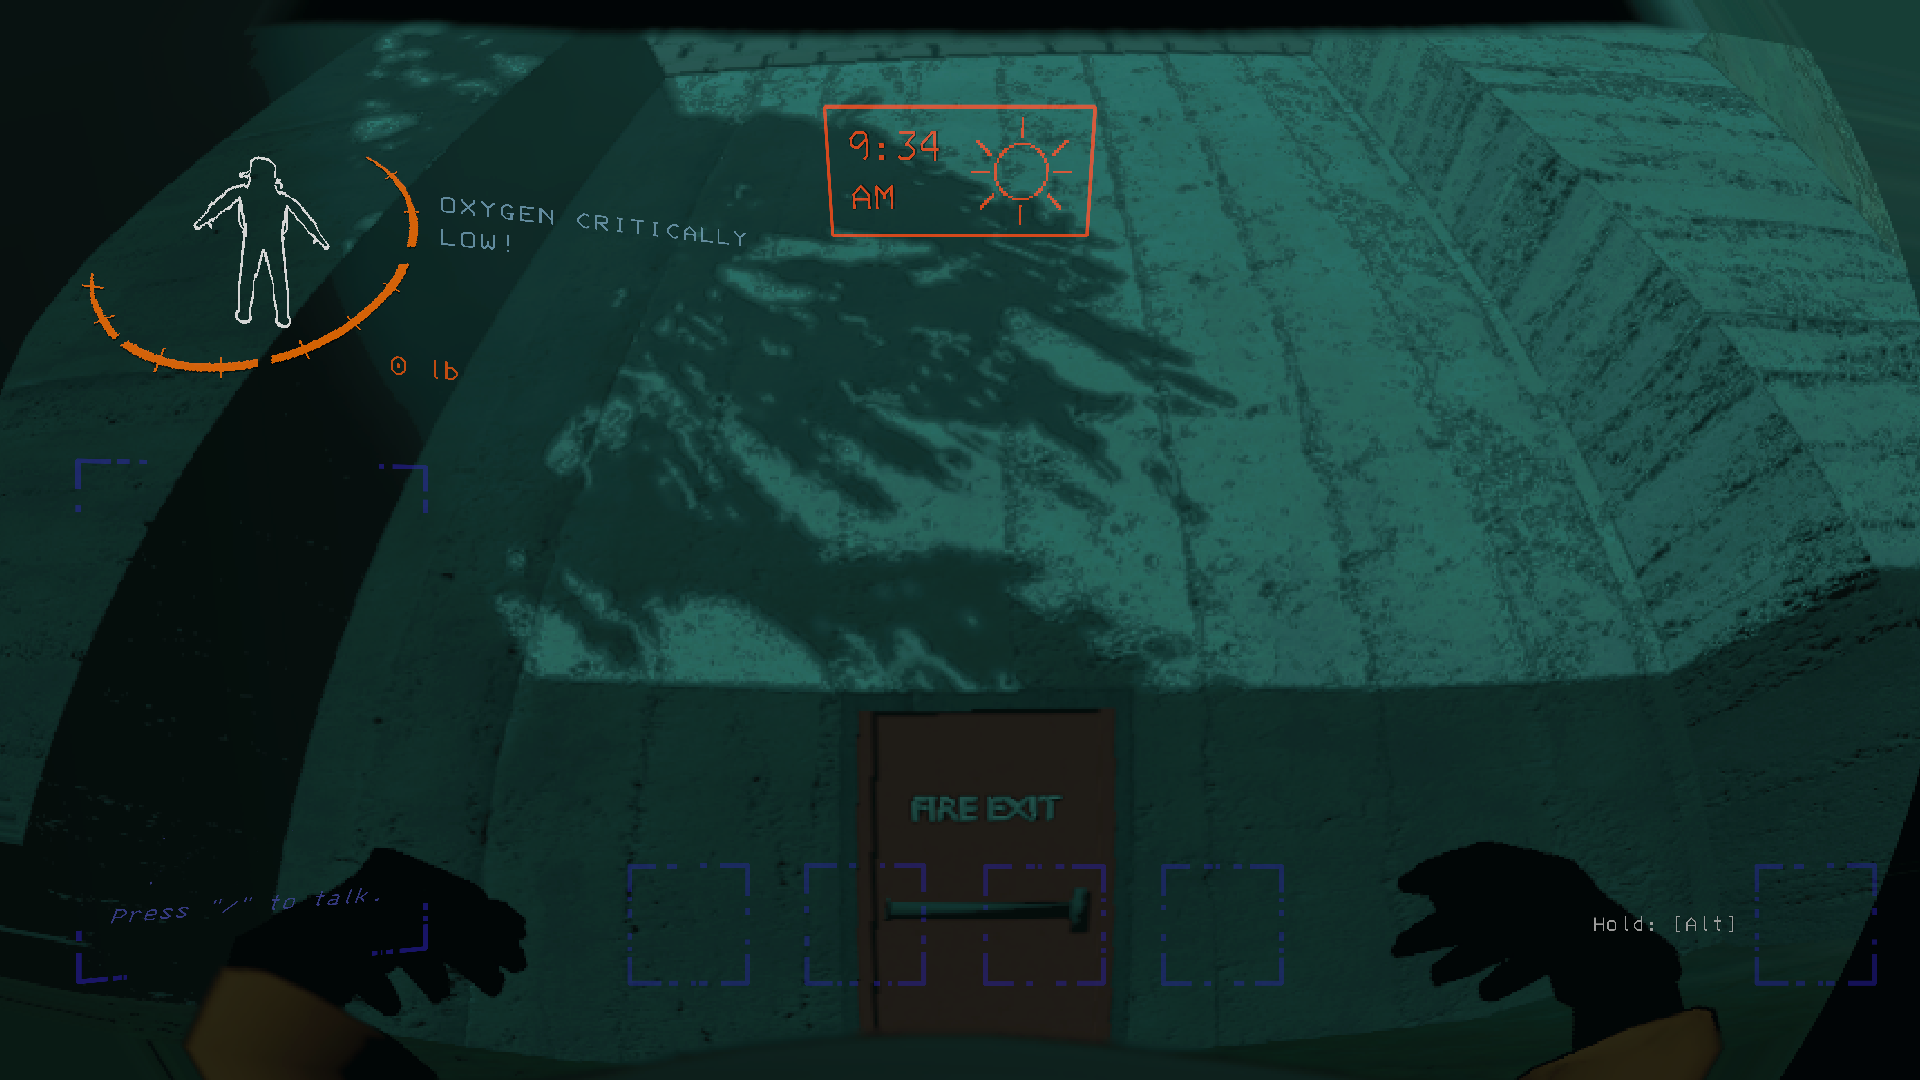 9:34
AM
OXYGEN CRITICALLY
LOW!
0 lb
FIRE EXIT
Press "/" to talk.
Hold: [Alt]